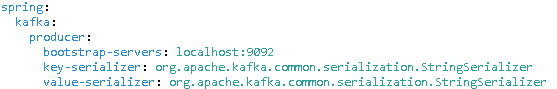 spring:
  kafka:
    producer:
      bootstrap-servers: localhost:9092
      key-serializer: org.apache.kafka.common.serialization.StringSerializer
      value-serializer: org.apache.kafka.common.serialization.StringSerializer